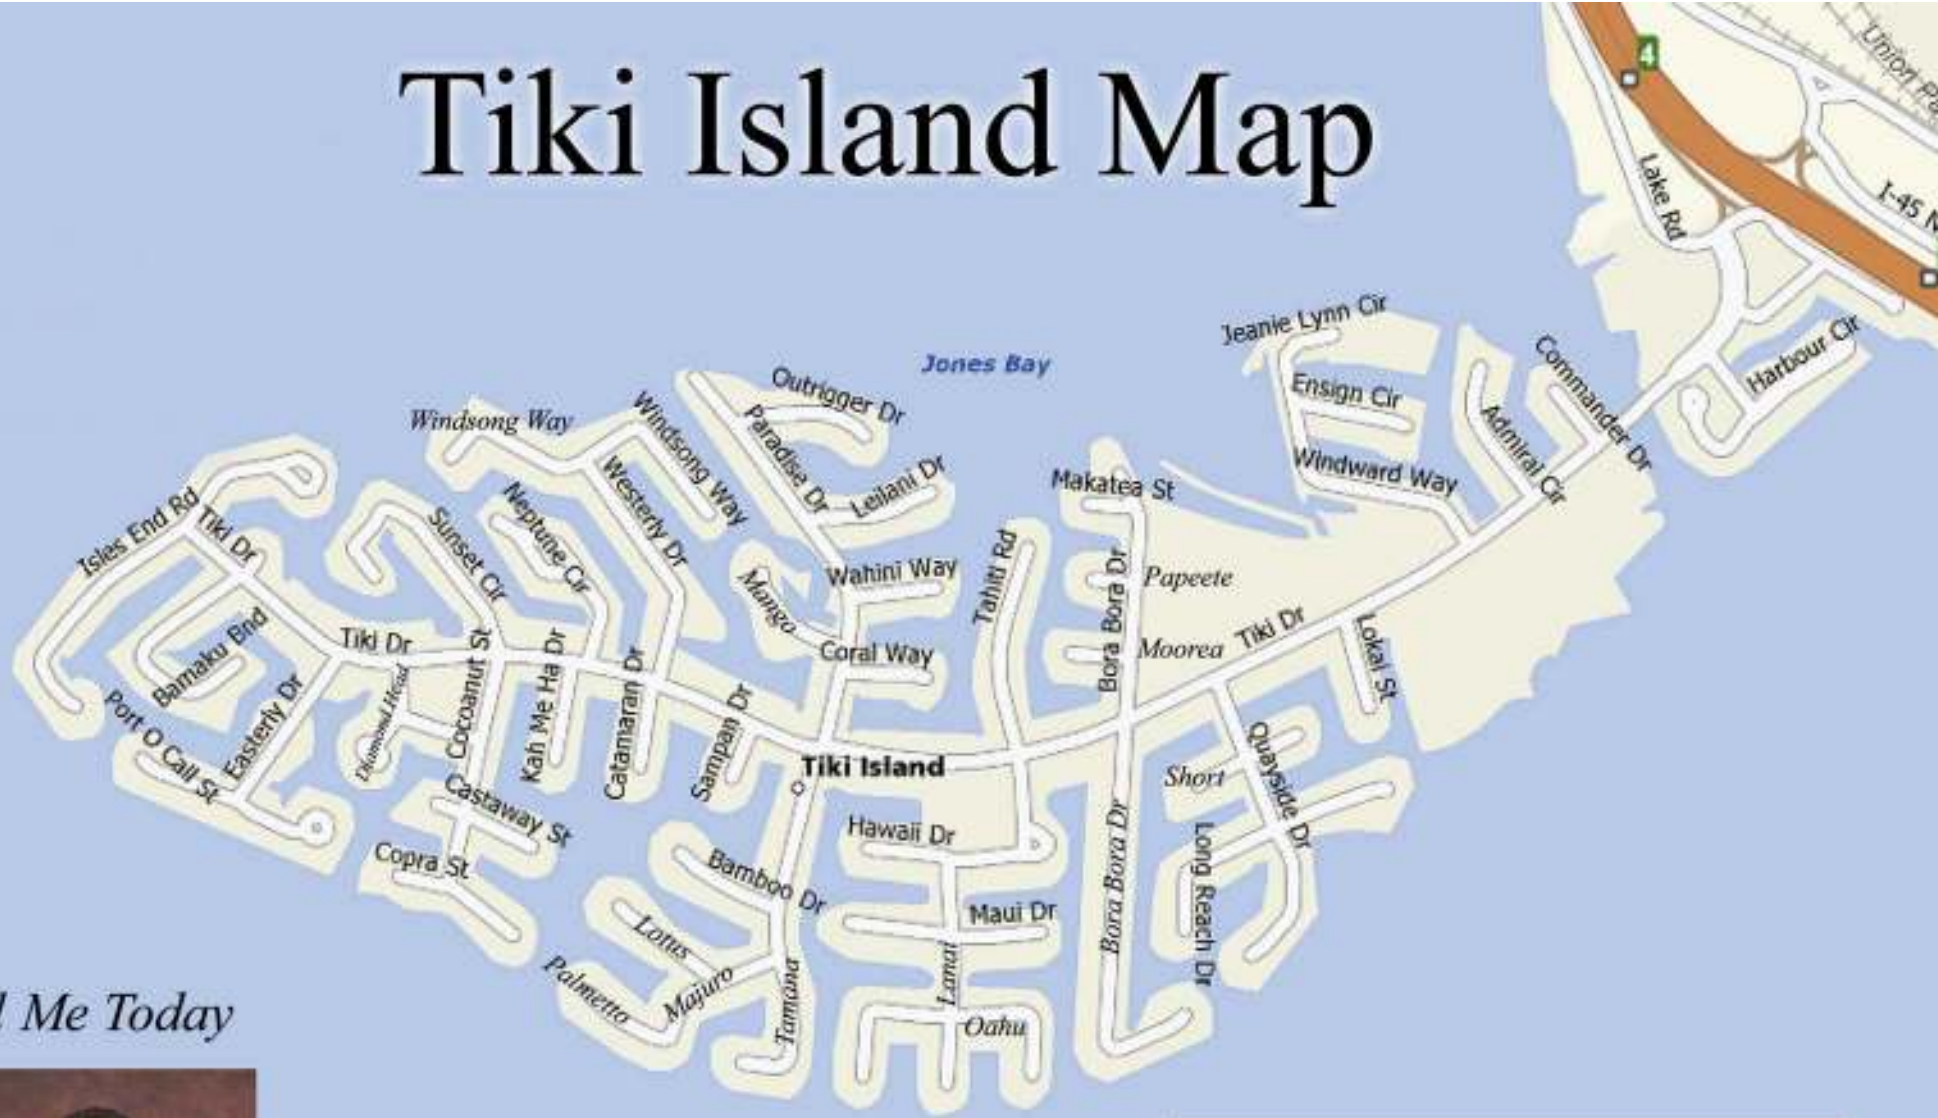 Tiki Island Map
4
Union Pa
I-45 N
Lake Rd
Harbour Cir
Jeanie Lynn Cir
Ensign Cir
Commander Dr
Admiral Cir
Windward Way
Jones Bay
Outrigger Dr
Paradise Dr
Leilani Dr
Windsong Way
Windsong Way
Westerly Dr
Neptune Cir
Sunset Cir
Isles End Rd
Tiki Dr
Makatea St
Bora Bora Dr
Papeete
Moorea
Tiki Dr
Lokai St
Tahiti Rd
Wahini Way
Mango
Coral Way
Tiki Dr
Bamaku Bnd
Easterly Dr
Port O Call St
Diamond Head
Cocoanut St
Kah Me Ha Dr
Catamaran Dr
Sampan Dr
Tiki Island
Quayside Dr
Short
Long Reach Dr
Bora Bora Dr
Castaway St
Copra St
Hawaii Dr
Bamboo Dr
Maui Dr
Lotus
Palmetto
Majuro
Tamana
Lanai
Oahu
l Me Today